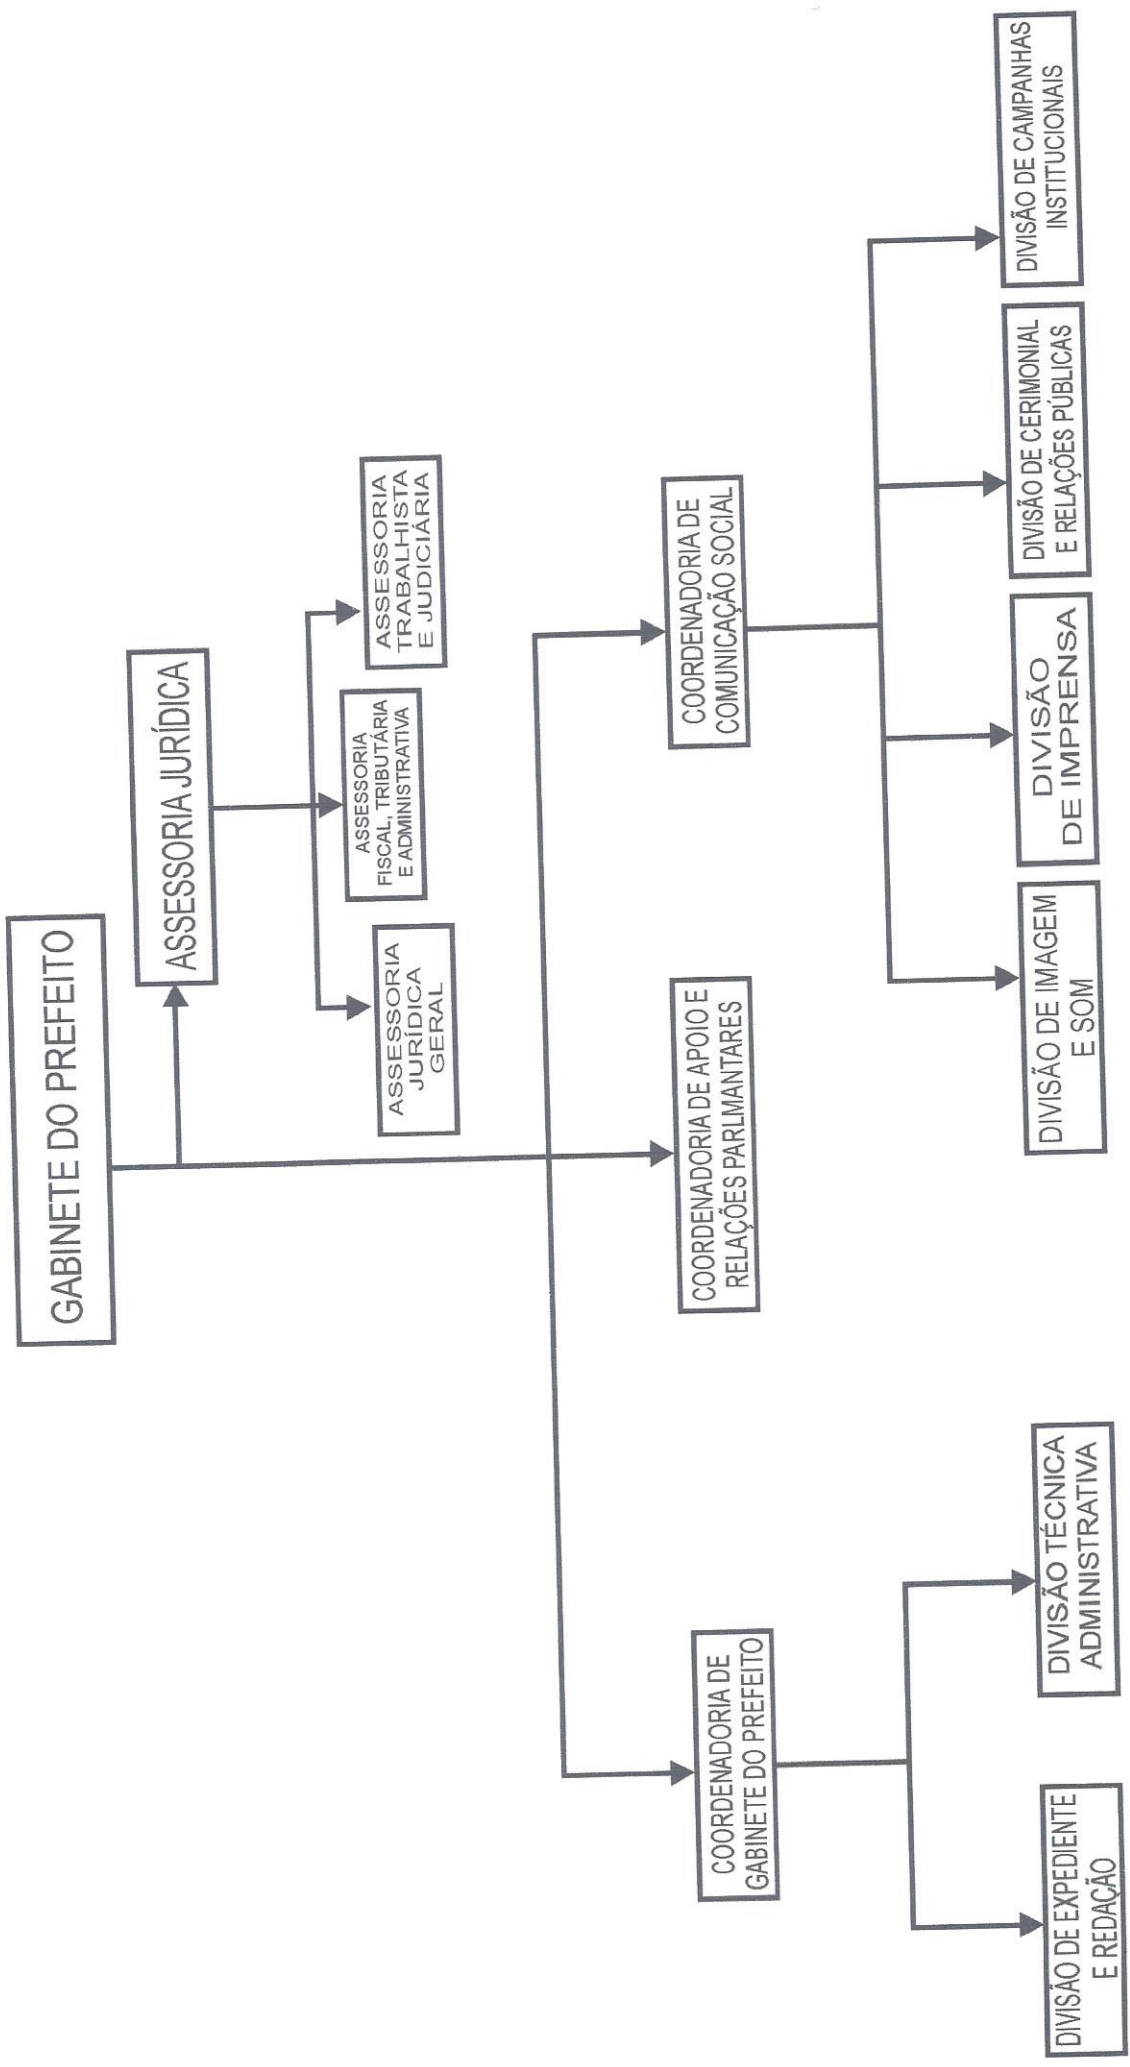 GABINETE DO PREFEITO
ASSESSORIA JURÍDICA
ASSESSORIA
JURÍDICA
GERAL
ASSESSORIA
FISCAL, TRIBUTÁRIA
E ADMINISTRATIVA
ASSESSORIA
TRABALHISTA
E JUDICIÁRIA
COORDENADORIA DE
GABINETE DO PREFEITO
COORDENADORIA DE APOIO E
RELAÇÕES PARLMANTARES
COORDENADORIA DE
COMUNICAÇÃO SOCIAL
DIVISÃO DE EXPEDIENTE
E REDAÇÃO
DIVISÃO TÉCNICA
ADMINISTRATIVA
DIVISÃO DE IMAGEM
E SOM
DIVISÃO
DE IMPRENSA
DIVISÃO DE CERIMONIAL
E RELAÇÕES PÚBLICAS
DIVISÃO DE CAMPANHAS
INSTITUCIONAIS